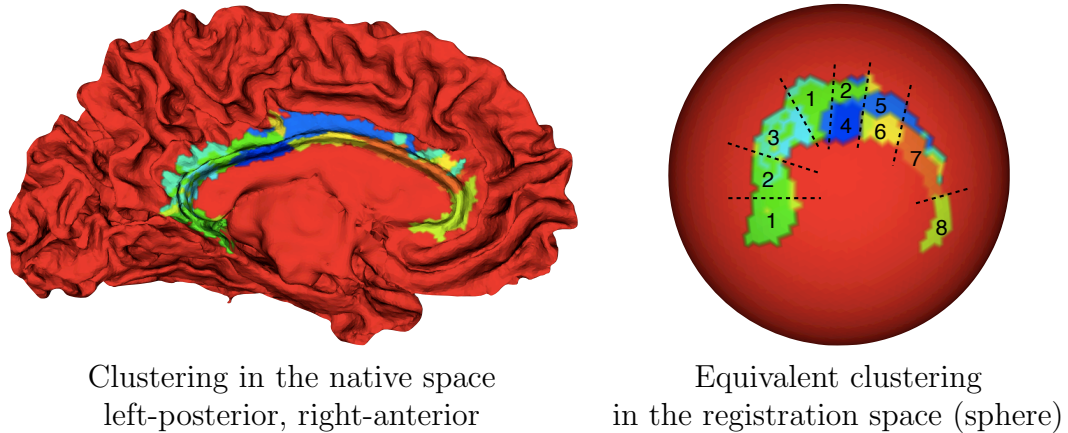 1
2
5
4
6
3
7
2
1
8
Clustering in the native space
left-posterior, right-anterior
Equivalent clustering
in the registration space (sphere)